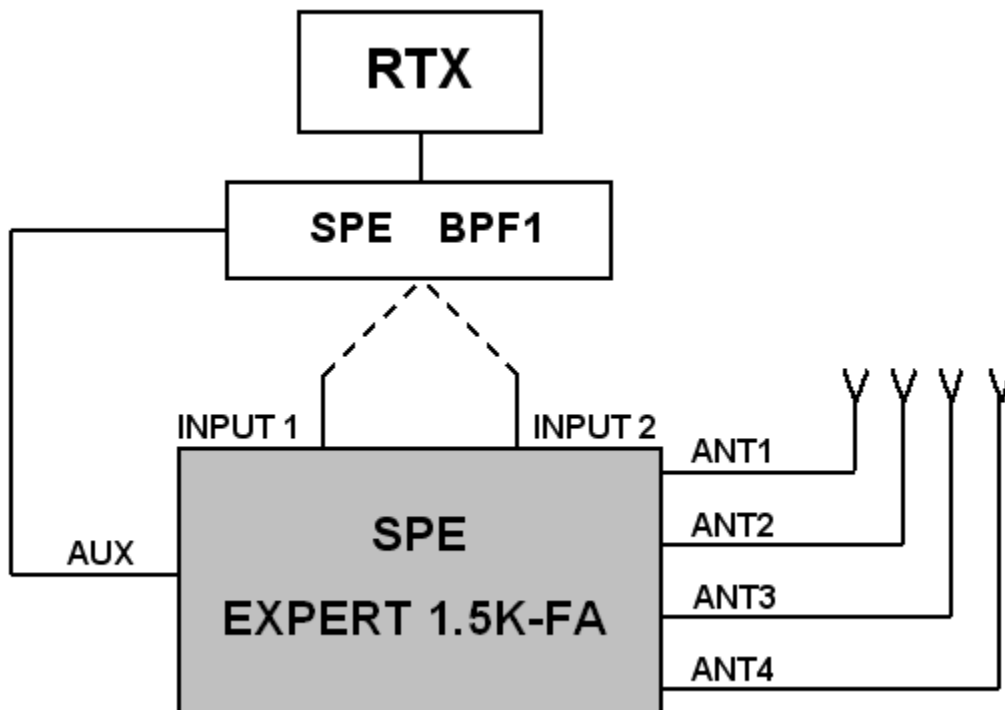 RTX
SPE BPF1
INPUT 1
INPUT 2
ANT1
SPE
ANT2
AUX
EXPERT 1.5K-FA
ANT3
ANT4